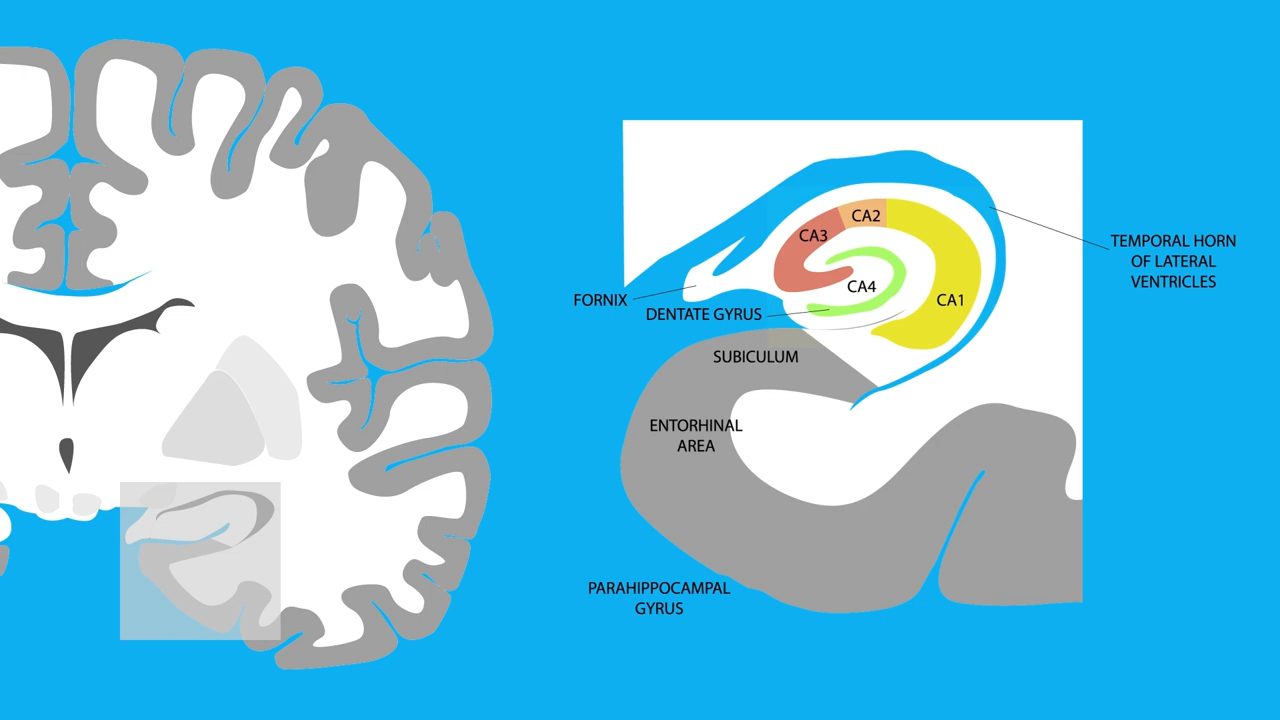 CA2
CA3
TEMPORAL HORN
OF LATERAL
VENTRICLES
CA4
FORNIX
CA1
DENTATE GYRUS
SUBICULUM
ENTORHINAL
AREA
PARAHIPPOCAMPAL
GYRUS